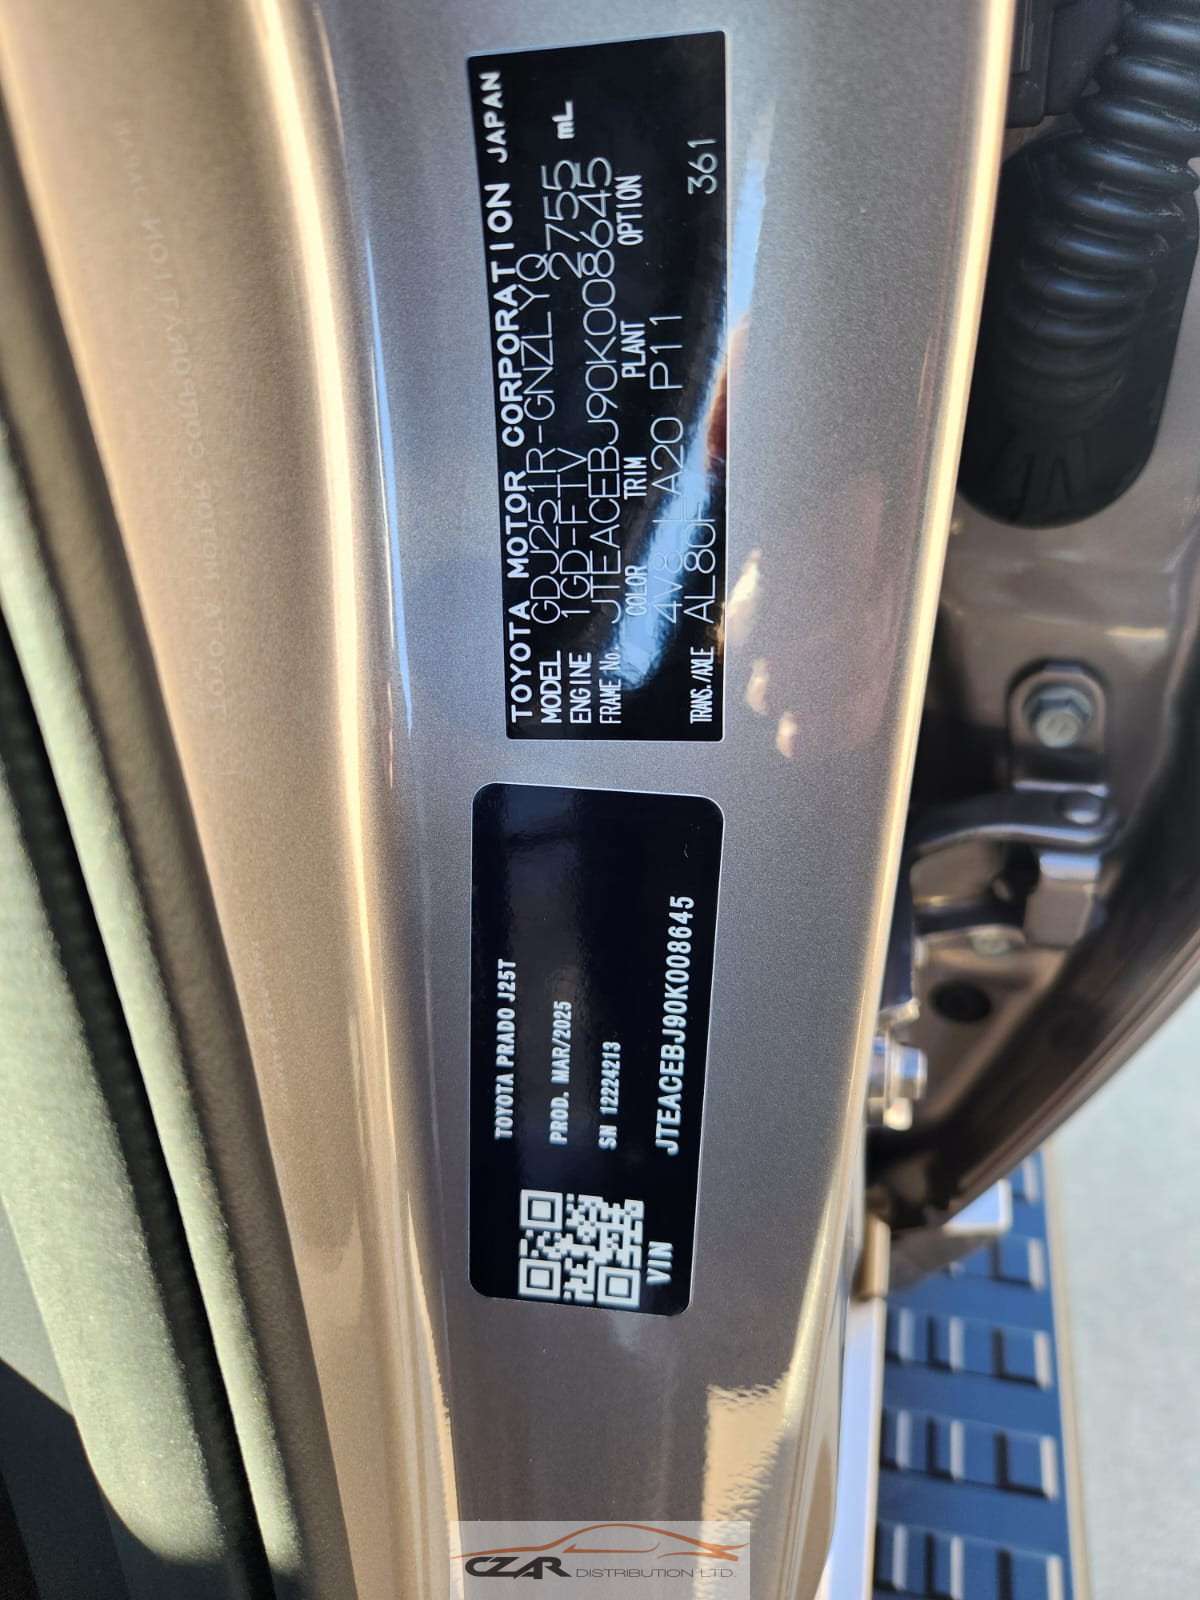 TOYOTA MOTOR CORPORATION JAPAN
MODEL GDJ251R-GNZLYQ
ENGINE 1GD-FTV 2755 mL
FRAME No. JTEACEBJ90K008645
COLOR TRIM PLANT OPTION
4V8 LA20 P11
TRANS./AXLE AL80F 361
TOYOTA PRADO J25T
PROD. MAR/2025
SN 12224213
VIN JTEACEBJ90K008645
CZAR
DISTRIBUTION LTD.